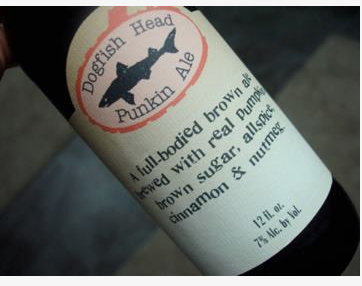 Dogfish Head
Punkin Ale
A full-bodied brown ale
brewed with real pumpkin,
brown sugar, allspice,
cinnamon & nutmeg.
12 fl. oz.
7% Alc. by Vol.